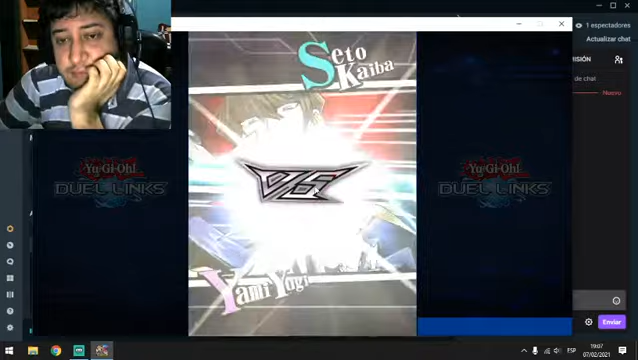 1 espectadores
Actualizar chat
Seto
Kaiba
de chat
Nuevo
Yu-Gi-Oh!
DUEL LINKS
VS
Yu-Gi-Oh!
DUEL LINKS
Yami Yugi
Enviar
ESP
19:07
07/02/2021